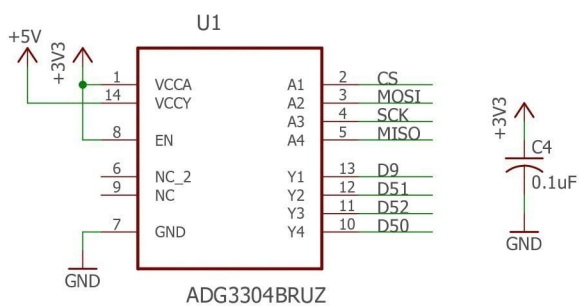 U1
+5V
+3V3
1 VCCA A1 2 CS
14 VCCY A2 3 MOSI
A3 4 SCK
8 EN A4 5 MISO
6 NC_2 Y1 13 D9
9 NC Y2 12 D51
Y3 11 D52
7 GND Y4 10 D50
GND
ADG3304BRUZ
+3V3
C4
0.1uF
GND